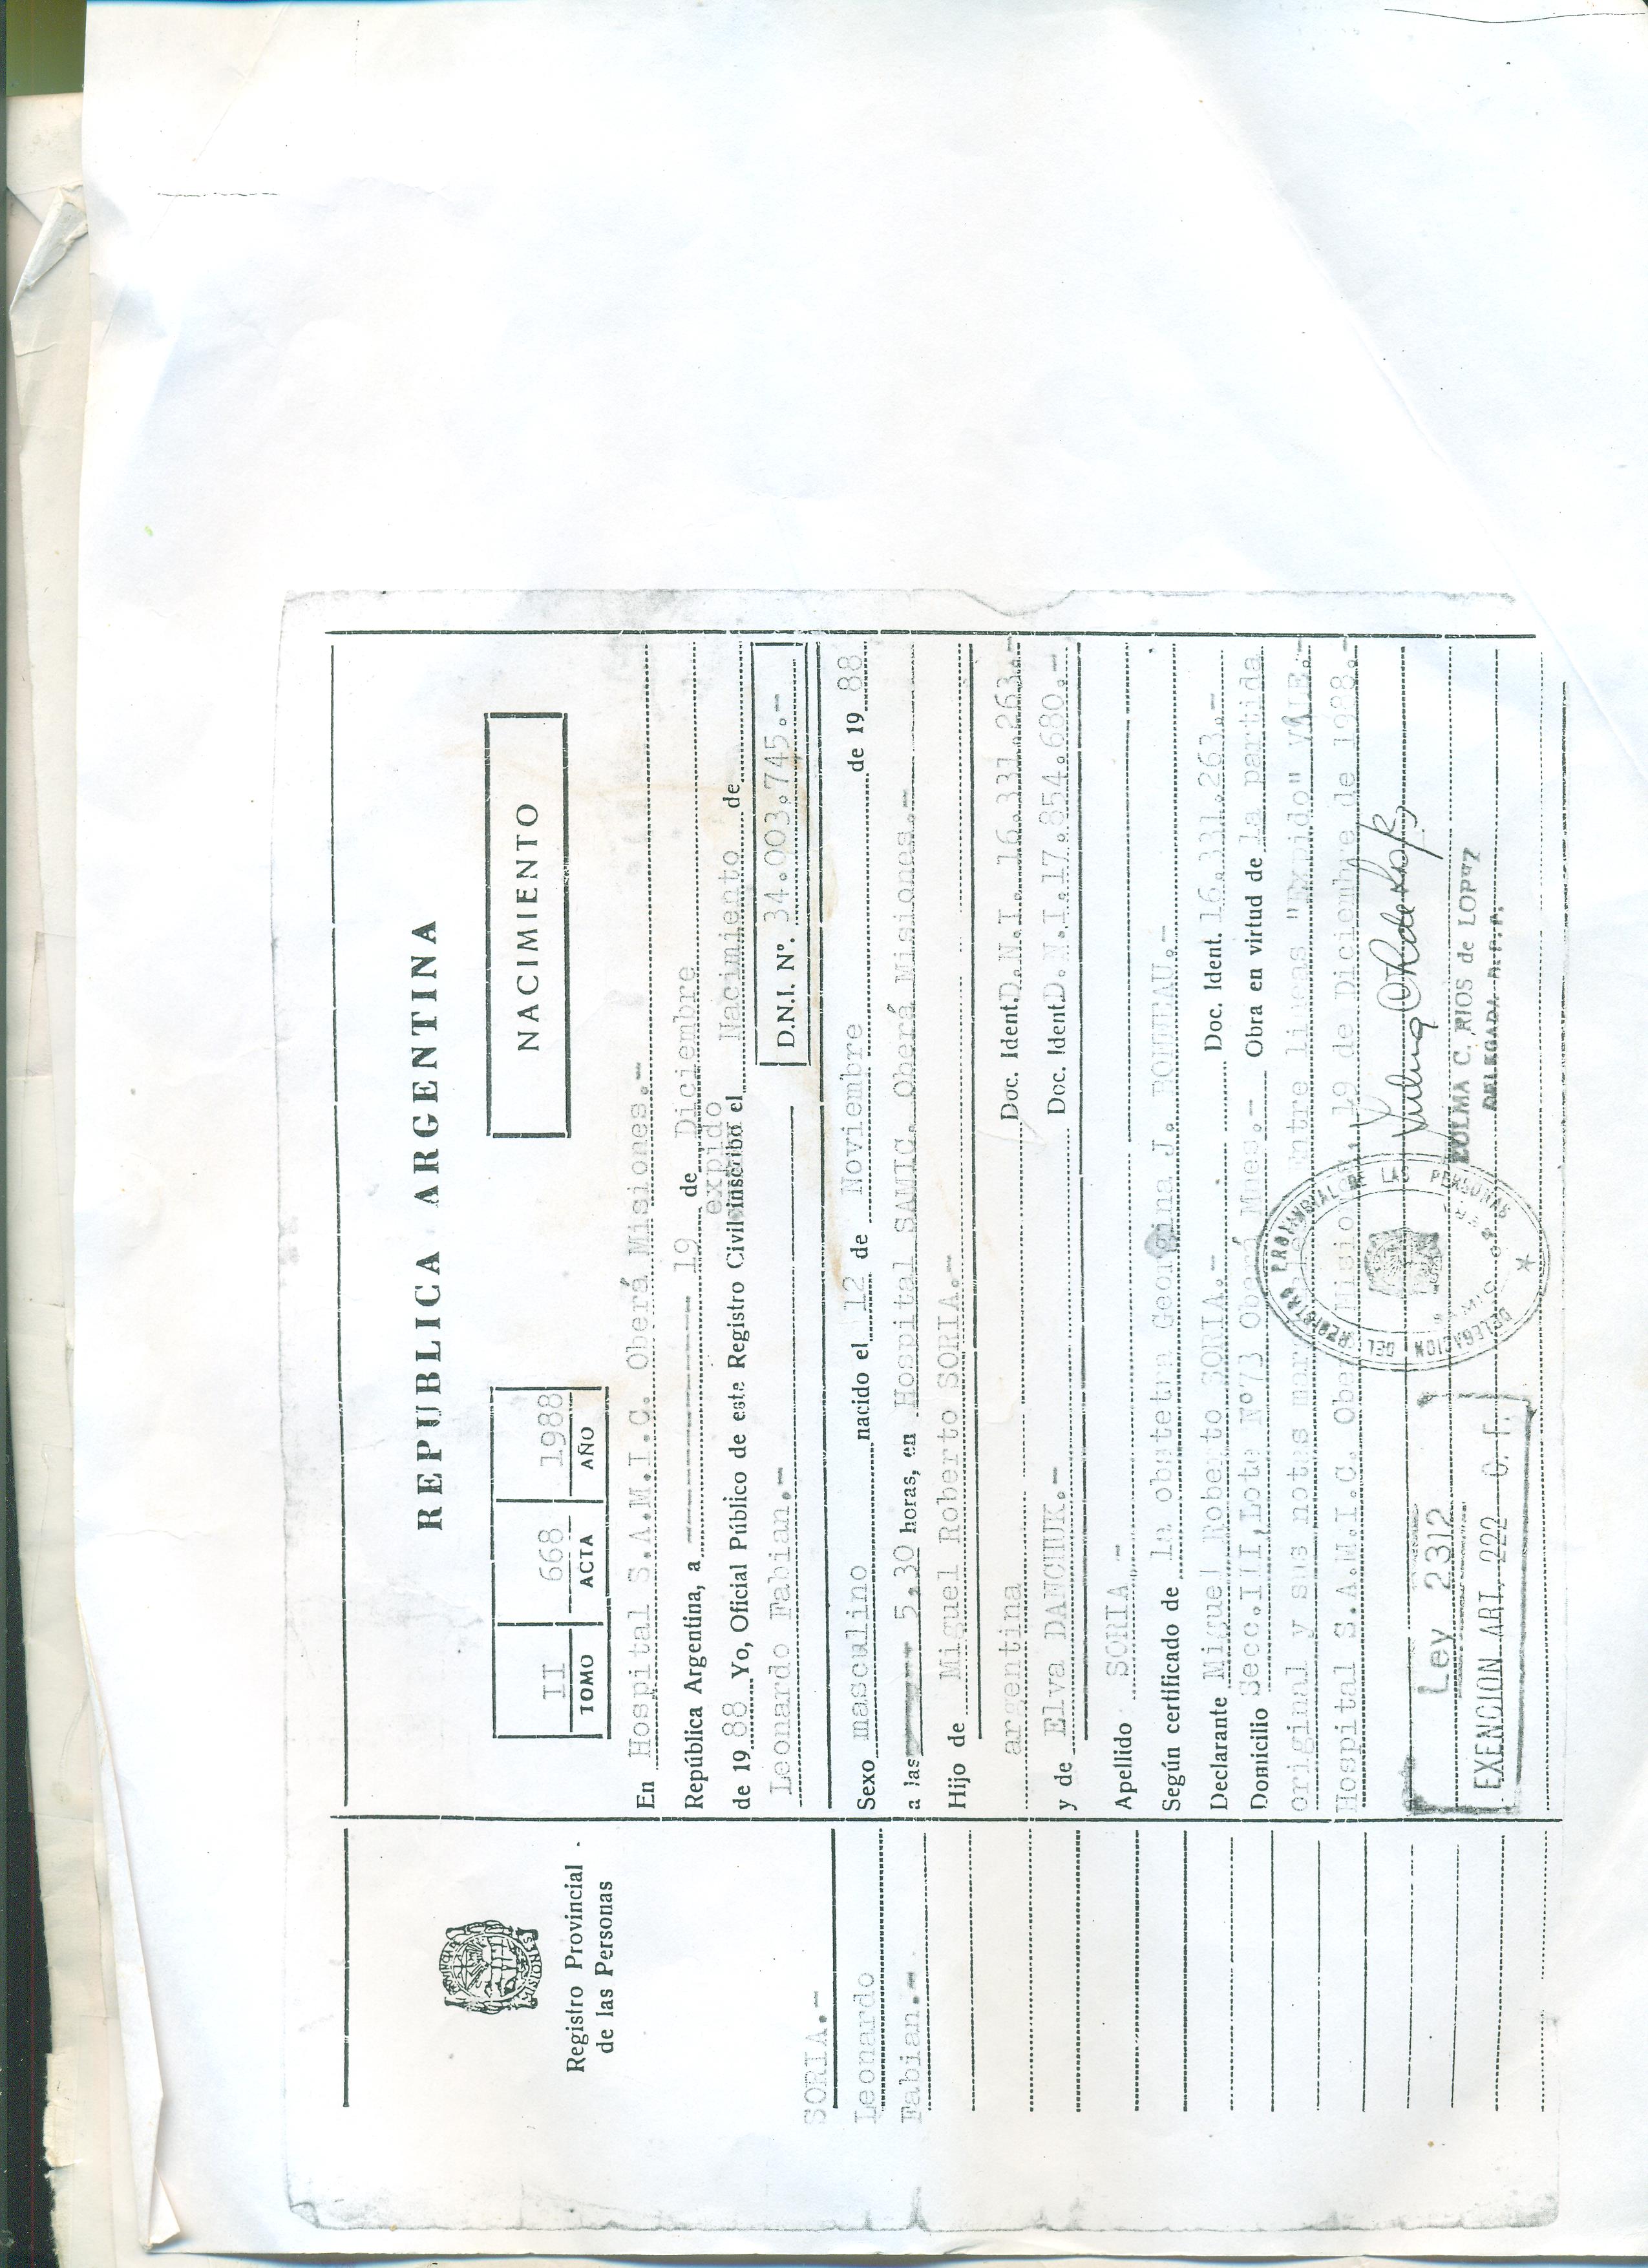 REPUBLICA ARGENTINA
PROVINCIA
MISIONES
Registro Provincial
de las Personas
II 668 1988
TOMO ACTA AÑO
NACIMIENTO
SORIA.-
Leonardo
Fabian.-
En Hospital S.A.M.I.C. Oberá Misiones.-
República Argentina, a 19 de Diciembre
expido
de 1988 Yo, Oficial Público de este Registro Civil inscribo el Nacimiento de
Leonardo Fabian.-
D.N.I. Nº. 34.003.745.-
Sexo masculino nacido el 12 de Noviembre de 1988
a las 5,30 horas, en Hospital SAMIC. Oberá Misiones.-
Hijo de Miguel Roberto SORIA.-
argentina Doc. Ident. D.N.I. 16.331.263.-
y de Elva DANCHUK.- Doc. Ident. D.N.I. 17.854.680.-
Apellido SORIA.-
Según certificado de la obstetra Georgina J.
Declarante Miguel Roberto SORIA.- Doc. Ident. 16.331.263.-
Domicilio Secc.III, Lote Nº73 Oberá Mnes.- Obra en virtud de la partida
original y sus notas entre lineas "Expido" VALE.-
Hospital S.A.M.I.C. Oberá Misiones, 19 de Diciembre de 1988.-
DELEGACION DEL REGISTRO PROVINCIAL DE LAS PERSONAS
Ley 2312
EXENCION ART. 222 O. F.
ZULMA C. RIOS de LOPEZ
DELEGADA R.P.P.